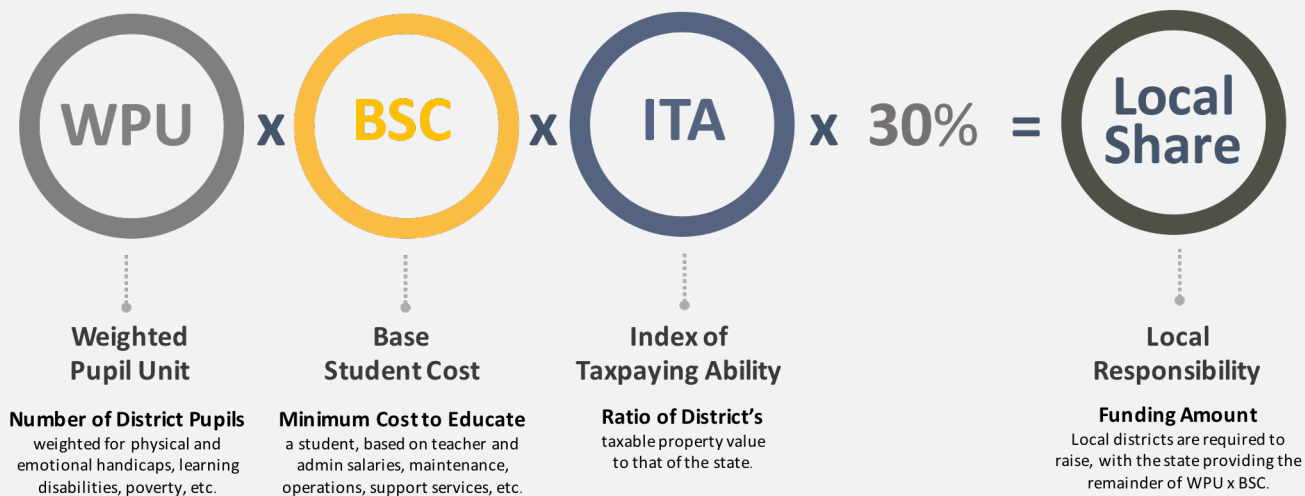 WPU x BSC x ITA x 30% = Local Share
Weighted
Pupil Unit
Number of District Pupils
weighted for physical and
emotional handicaps, learning
disabilities, poverty, etc.
Base
Student Cost
Minimum Cost to Educate
a student, based on teacher and
admin salaries, maintenance,
operations, support services, etc.
Index of
Taxpaying Ability
Ratio of District's
taxable property value
to that of the state.
Local
Responsibility
Funding Amount
Local districts are required to
raise, with the state providing the
remainder of WPU x BSC.